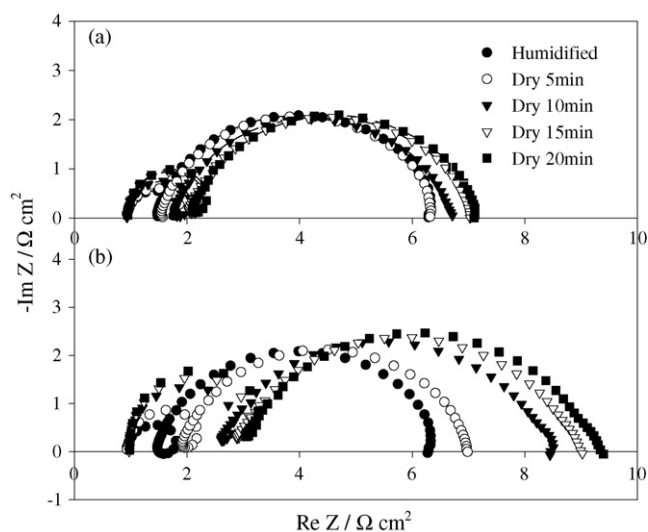 4
(a)
Humidified
3
Dry 5min
Dry 10min
2
Dry 15min
Dry 20min
1
0
0 2 4 6 8 10
4
(b)
3
2
1
0
-1
0 2 4 6 8 10
-Im Z / Ω cm²
Re Z / Ω cm²